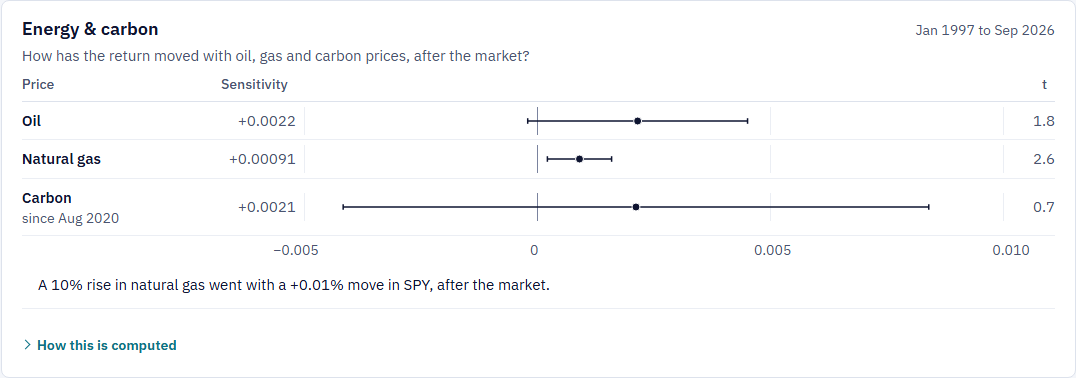 Energy & carbon
Jan 1997 to Sep 2026
How has the return moved with oil, gas and carbon prices, after the market?
Price Sensitivity t
Oil +0.0022 1.8
Natural gas +0.00091 2.6
Carbon
since Aug 2020 +0.0021 0.7
−0.005 0 0.005 0.010
A 10% rise in natural gas went with a +0.01% move in SPY, after the market.
How this is computed